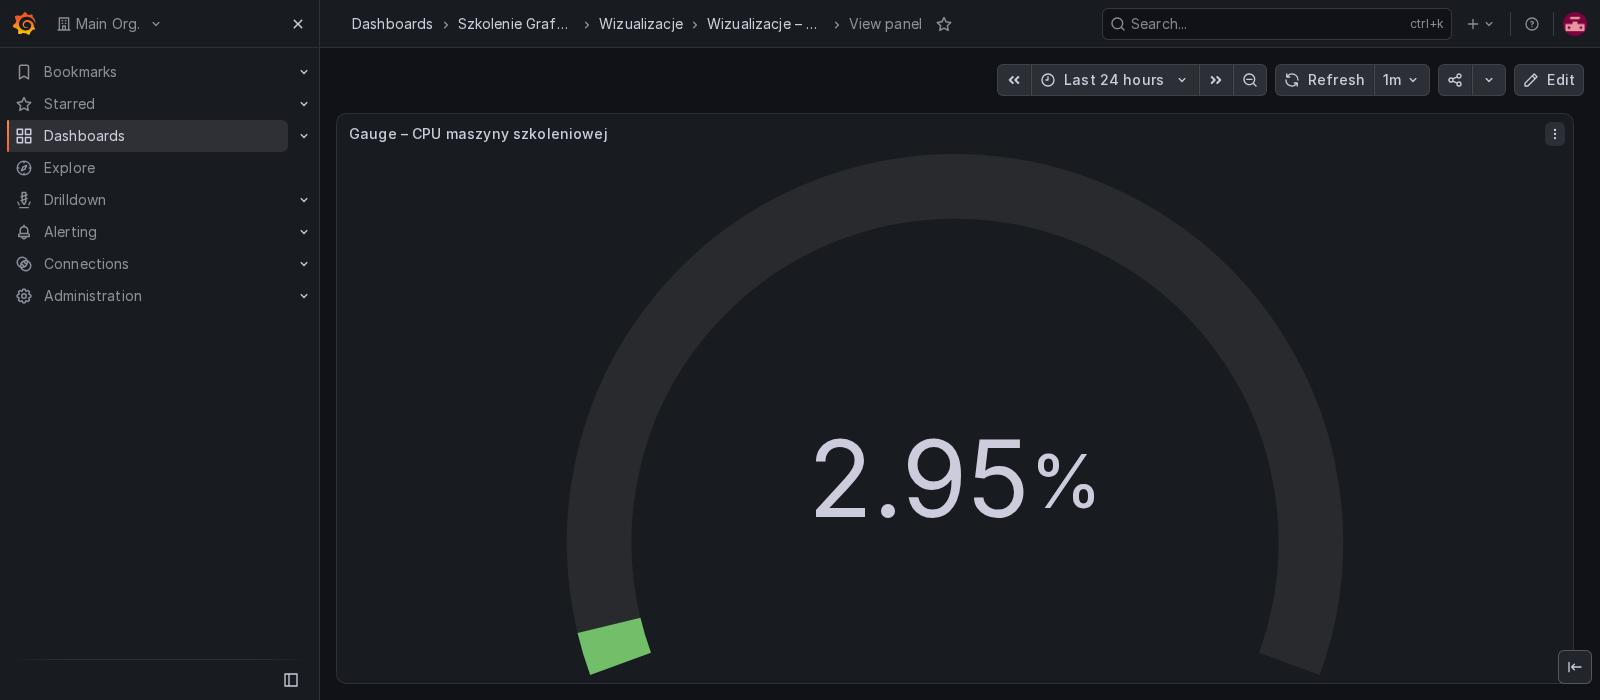 Main Org.
Dashboards
Szkolenie Graf...
Wizualizacje
Wizualizacje – ...
View panel
Search...
ctrl+k
Bookmarks
Starred
Dashboards
Explore
Drilldown
Alerting
Connections
Administration
Last 24 hours
Refresh
1m
Edit
Gauge – CPU maszyny szkoleniowej
2.95%